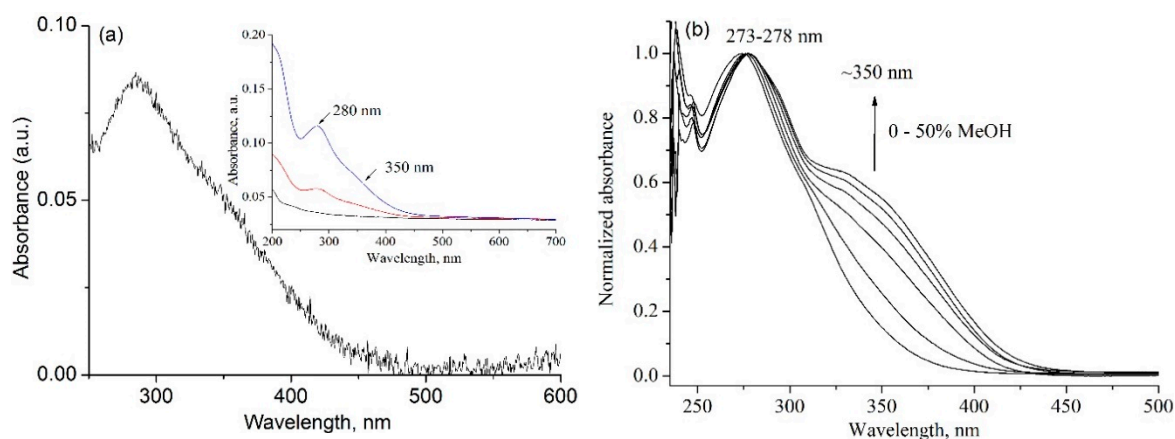 (a)
0.10
0.05
0.00
Absorbance (a.u.)
300
400
500
600
Wavelength, nm
0.20
0.15
0.10
0.05
Absorbance, a.u.
280 nm
350 nm
200
300
400
500
600
700
Wavelength, nm
(b)
273-278 nm
~350 nm
0 - 50% MeOH
1.0
0.8
0.6
0.4
0.2
0.0
Normalized absorbance
250
300
350
400
450
500
Wavelength, nm